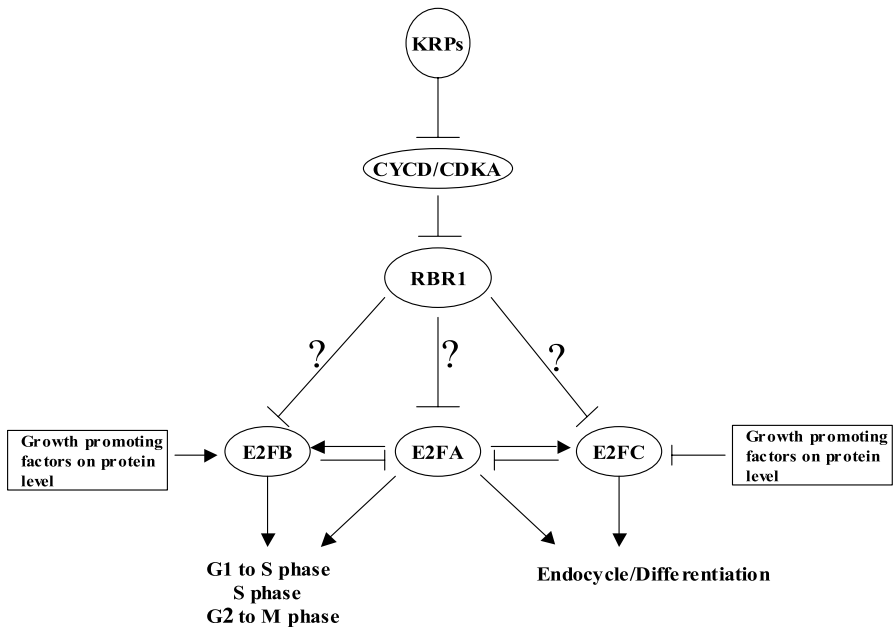 KRPs
CYCD/CDKA
RBR1
?
?
?
Growth promoting
factors on protein
level
E2FB
E2FA
E2FC
Growth promoting
factors on protein
level
G1 to S phase
S phase
G2 to M phase
Endocycle/Differentiation